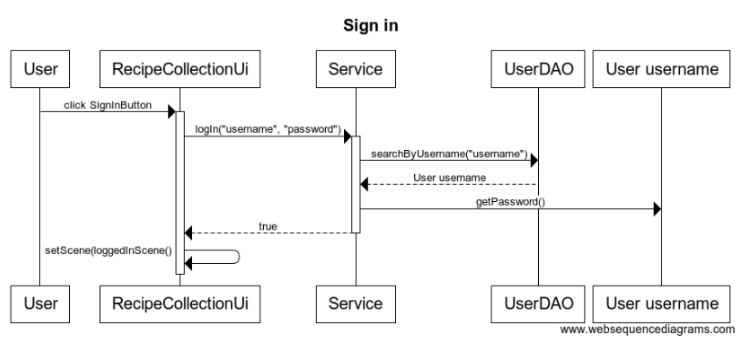 Sign in
User RecipeCollectionUi Service UserDAO User username
click SignInButton
logIn("username", "password")
searchByUsername("username")
User username
getPassword()
true
setScene(loggedInScene()
User RecipeCollectionUi Service UserDAO User username
www.websequencediagrams.com